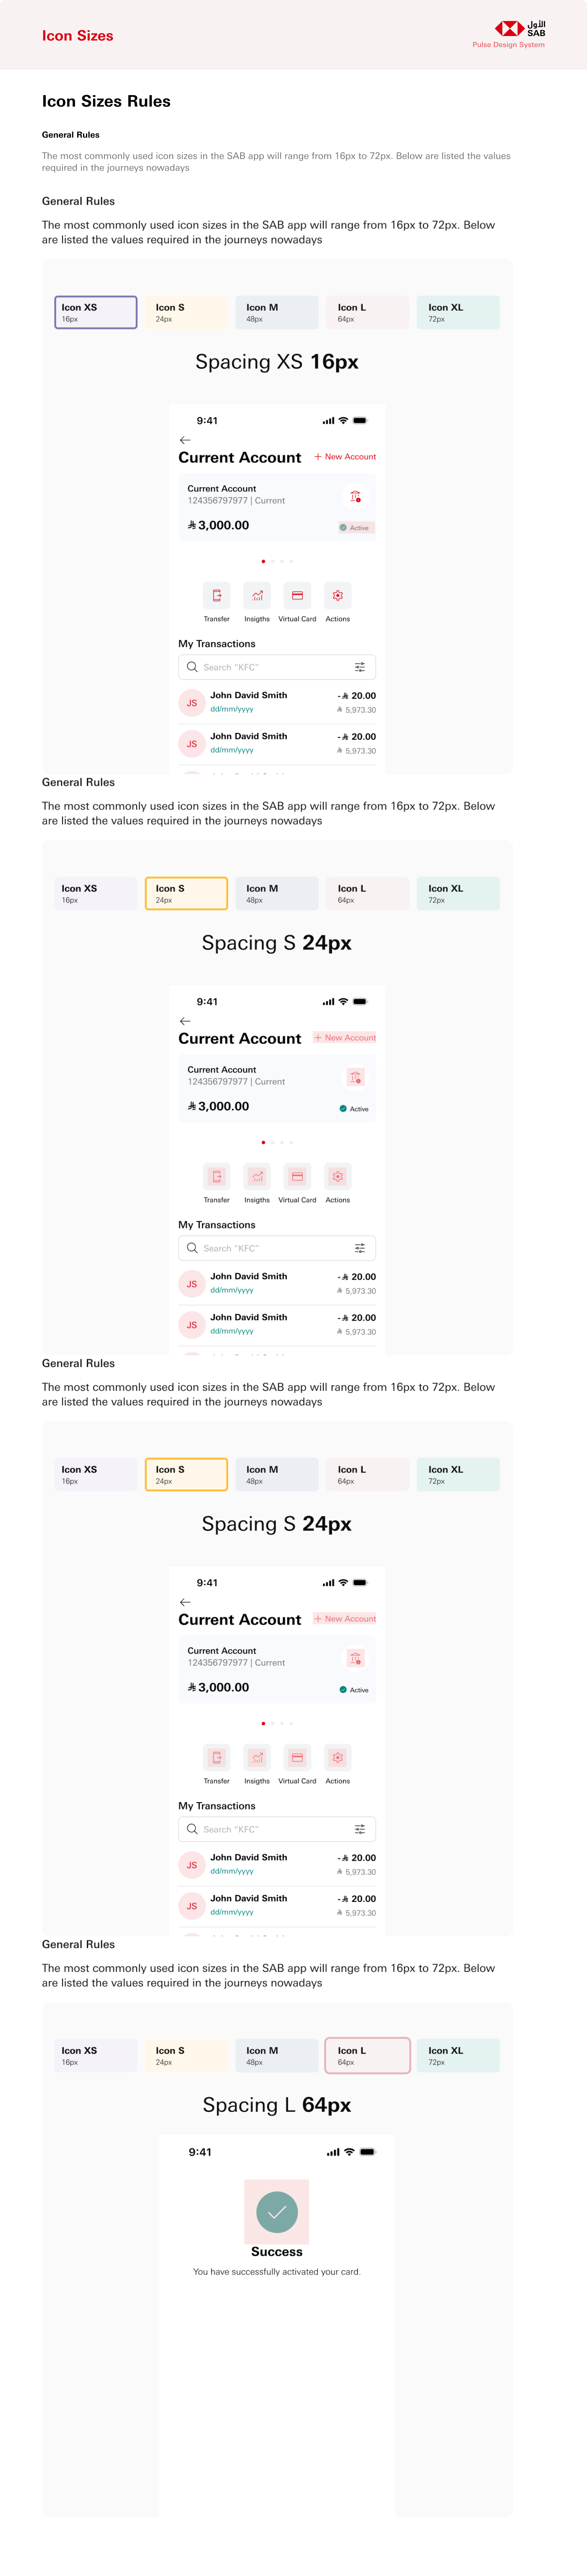 Icon Sizes
الأول
SAB
Pulse Design System
Icon Sizes Rules
General Rules
The most commonly used icon sizes in the SAB app will range from 16px to 72px. Below are listed the values
required in the journeys nowadays
General Rules
The most commonly used icon sizes in the SAB app will range from 16px to 72px. Below
are listed the values required in the journeys nowadays
Icon XS Icon S Icon M Icon L Icon XL
16px 24px 48px 64px 72px
Spacing XS 16px
9:41
Current Account + New Account
Current Account
124356797977 | Current
3,000.00 Active
Transfer Insigths Virtual Card Actions
My Transactions
Search "KFC"
JS John David Smith - 20.00
dd/mm/yyyy 5,973.30
JS John David Smith - 20.00
dd/mm/yyyy 5,973.30
General Rules
The most commonly used icon sizes in the SAB app will range from 16px to 72px. Below
are listed the values required in the journeys nowadays
Icon XS Icon S Icon M Icon L Icon XL
16px 24px 48px 64px 72px
Spacing S 24px
9:41
Current Account + New Account
Current Account
124356797977 | Current
3,000.00 Active
Transfer Insigths Virtual Card Actions
My Transactions
Search "KFC"
JS John David Smith - 20.00
dd/mm/yyyy 5,973.30
JS John David Smith - 20.00
dd/mm/yyyy 5,973.30
General Rules
The most commonly used icon sizes in the SAB app will range from 16px to 72px. Below
are listed the values required in the journeys nowadays
Icon XS Icon S Icon M Icon L Icon XL
16px 24px 48px 64px 72px
Spacing S 24px
9:41
Current Account + New Account
Current Account
124356797977 | Current
3,000.00 Active
Transfer Insigths Virtual Card Actions
My Transactions
Search "KFC"
JS John David Smith - 20.00
dd/mm/yyyy 5,973.30
JS John David Smith - 20.00
dd/mm/yyyy 5,973.30
General Rules
The most commonly used icon sizes in the SAB app will range from 16px to 72px. Below
are listed the values required in the journeys nowadays
Icon XS Icon S Icon M Icon L Icon XL
16px 24px 48px 64px 72px
Spacing L 64px
9:41
Success
You have successfully activated your card.